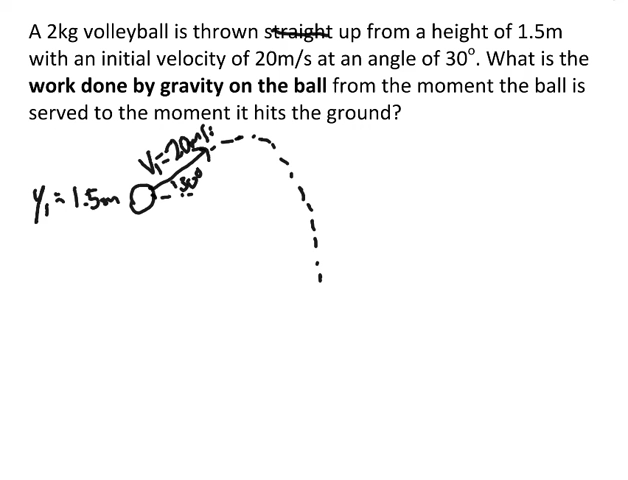 A 2kg volleyball is thrown straight up from a height of 1.5m
with an initial velocity of 20m/s at an angle of 30°. What is the
work done by gravity on the ball from the moment the ball is
served to the moment it hits the ground?
V₁=20m/s
30°
y₁=1.5m